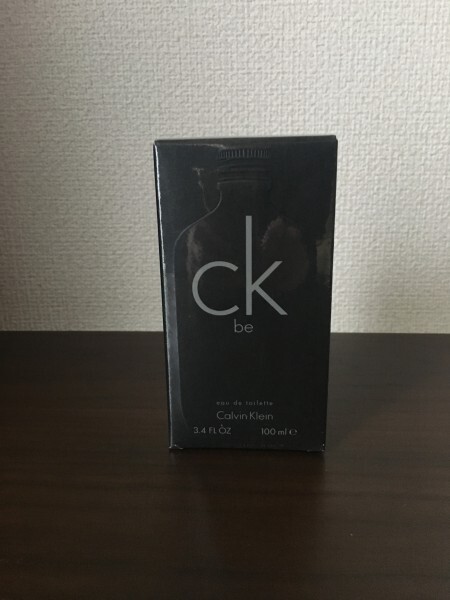 ck
be
eau de toilette
Calvin Klein
3.4 FL OZ 100 ml ℮